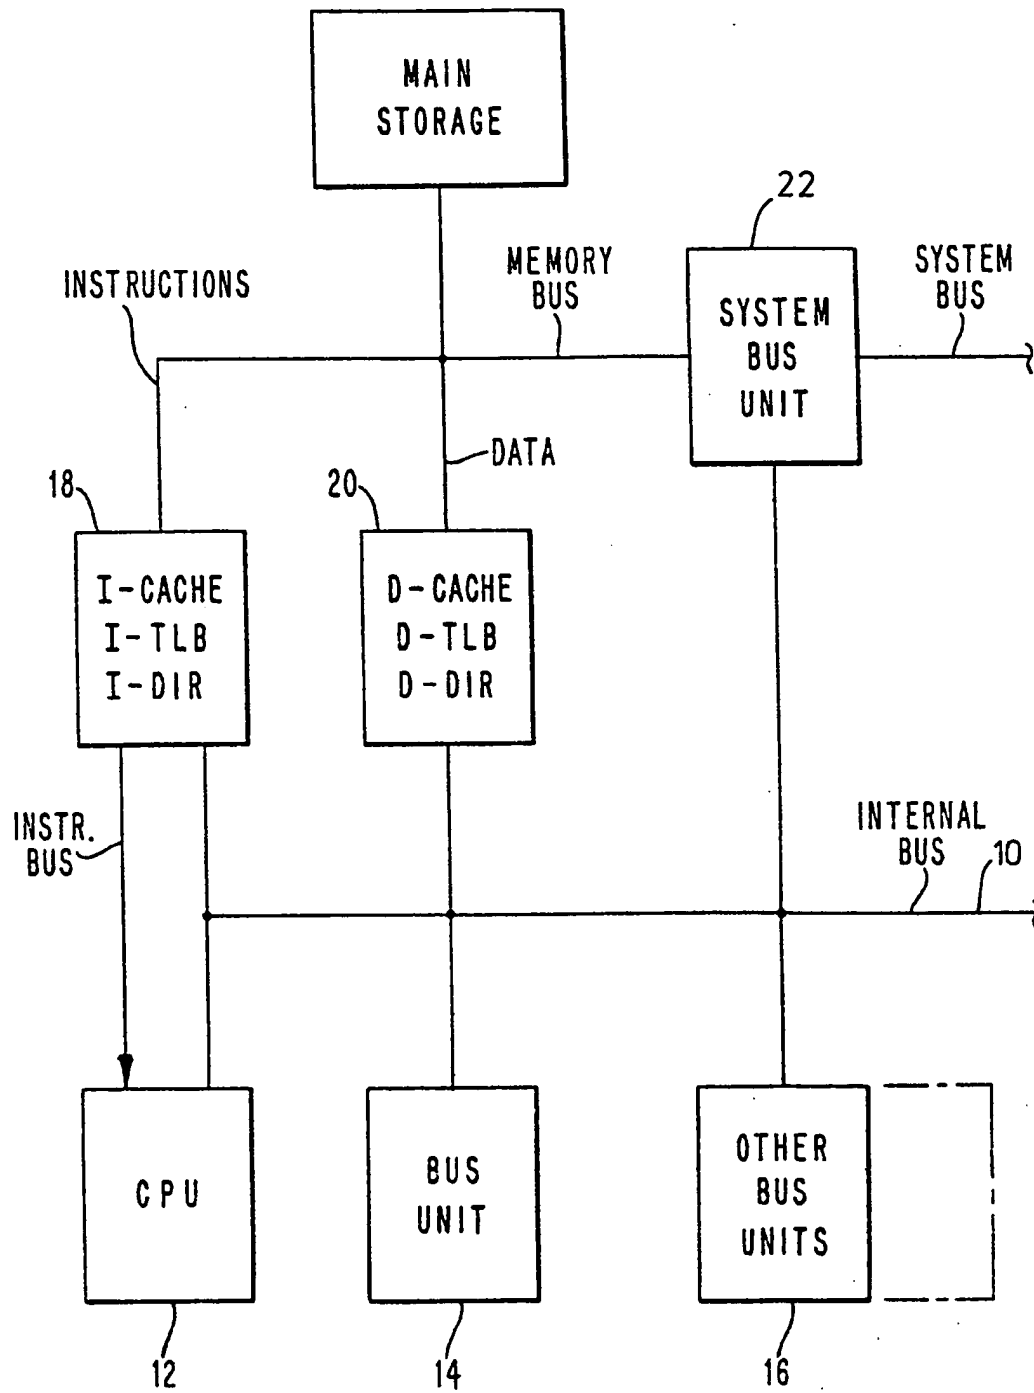 MAIN
STORAGE
22
MEMORY
BUS
SYSTEM
BUS
INSTRUCTIONS
SYSTEM
BUS
UNIT
DATA
18
20
I-CACHE
I-TLB
I-DIR
D-CACHE
D-TLB
D-DIR
INSTR.
BUS
INTERNAL
BUS
10
CPU
BUS
UNIT
OTHER
BUS
UNITS
12
14
16